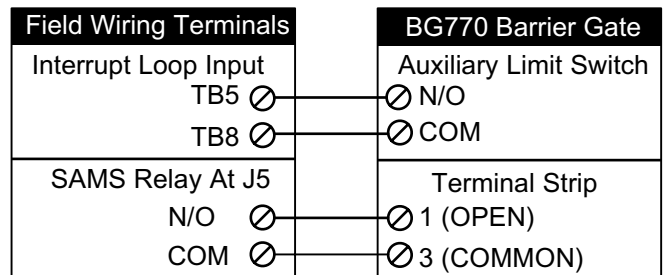 Field Wiring Terminals
Interrupt Loop Input
TB5
TB8
SAMS Relay At J5
N/O
COM
BG770 Barrier Gate
Auxiliary Limit Switch
N/O
COM
Terminal Strip
1 (OPEN)
3 (COMMON)